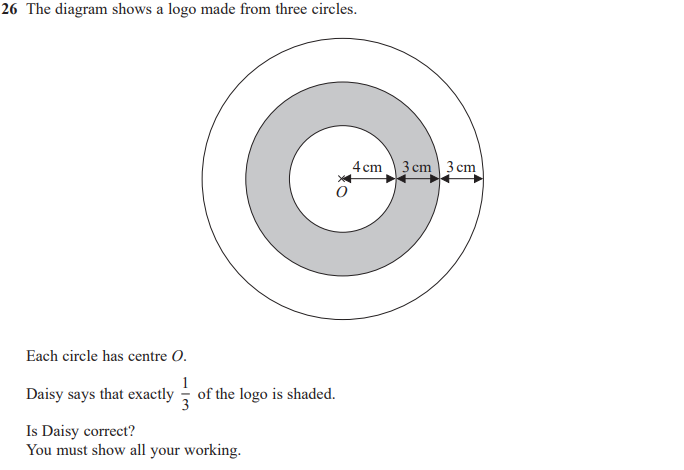 26 The diagram shows a logo made from three circles.
4 cm 3 cm 3 cm
O
Each circle has centre O.
Daisy says that exactly 1/3 of the logo is shaded.
Is Daisy correct?
You must show all your working.